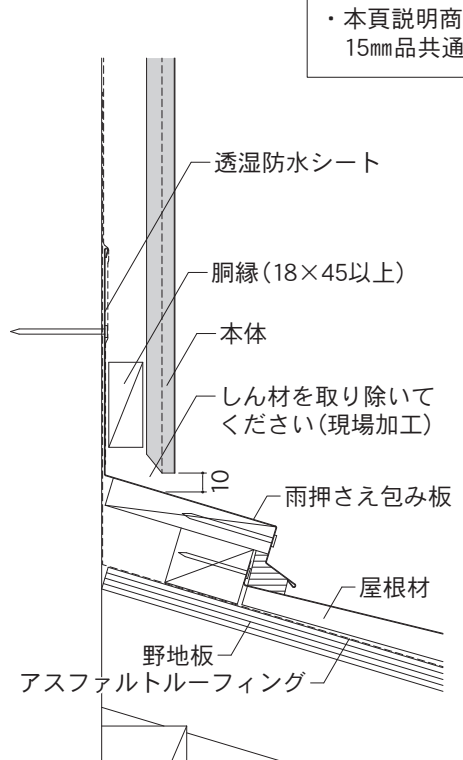 ・本頁説明商
15㎜品共通
透湿防水シート
胴縁(18×45以上)
本体
しん材を取り除いて
ください(現場加工)
10
雨押さえ包み板
屋根材
野地板
アスファルトルーフィング